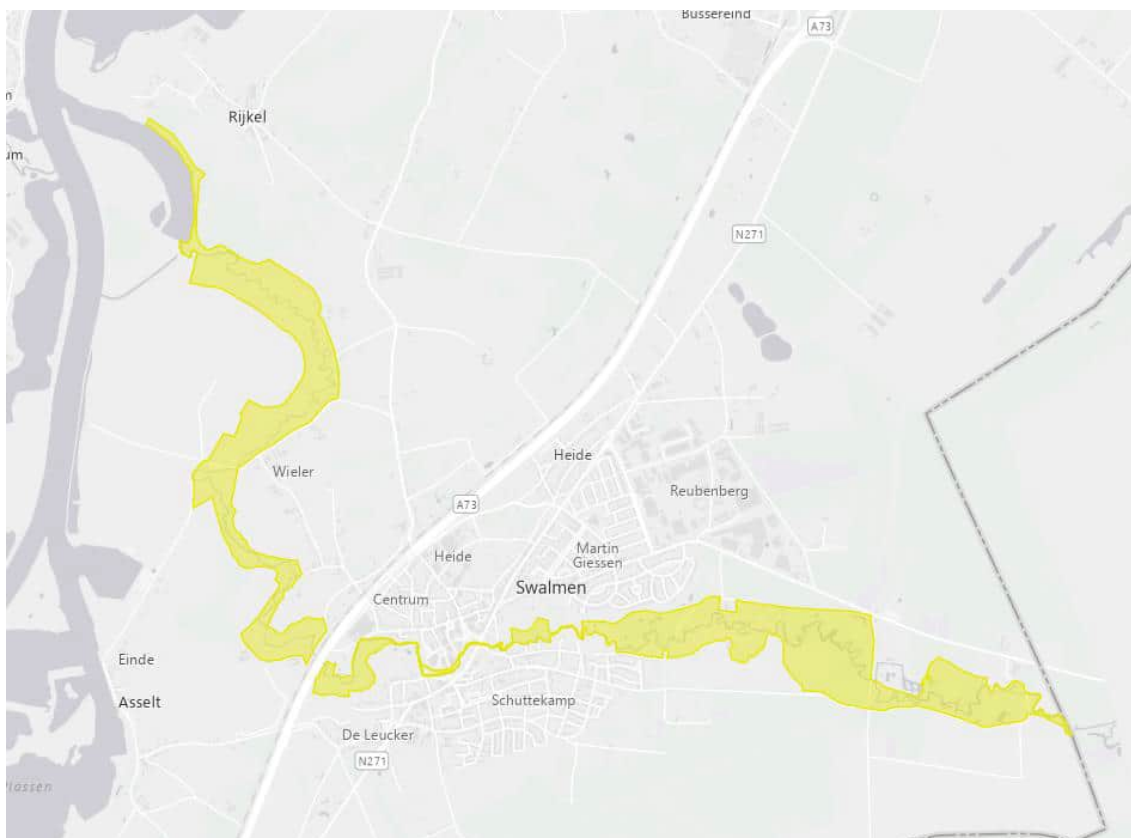 Bussereind
A73
m
Rijkel
um
N271
Heide
Wieler
Reubenberg
A73
Heide
Martin
Giessen
Swalmen
Centrum
Einde
Schuttekamp
Asselt
De Leucker
N271